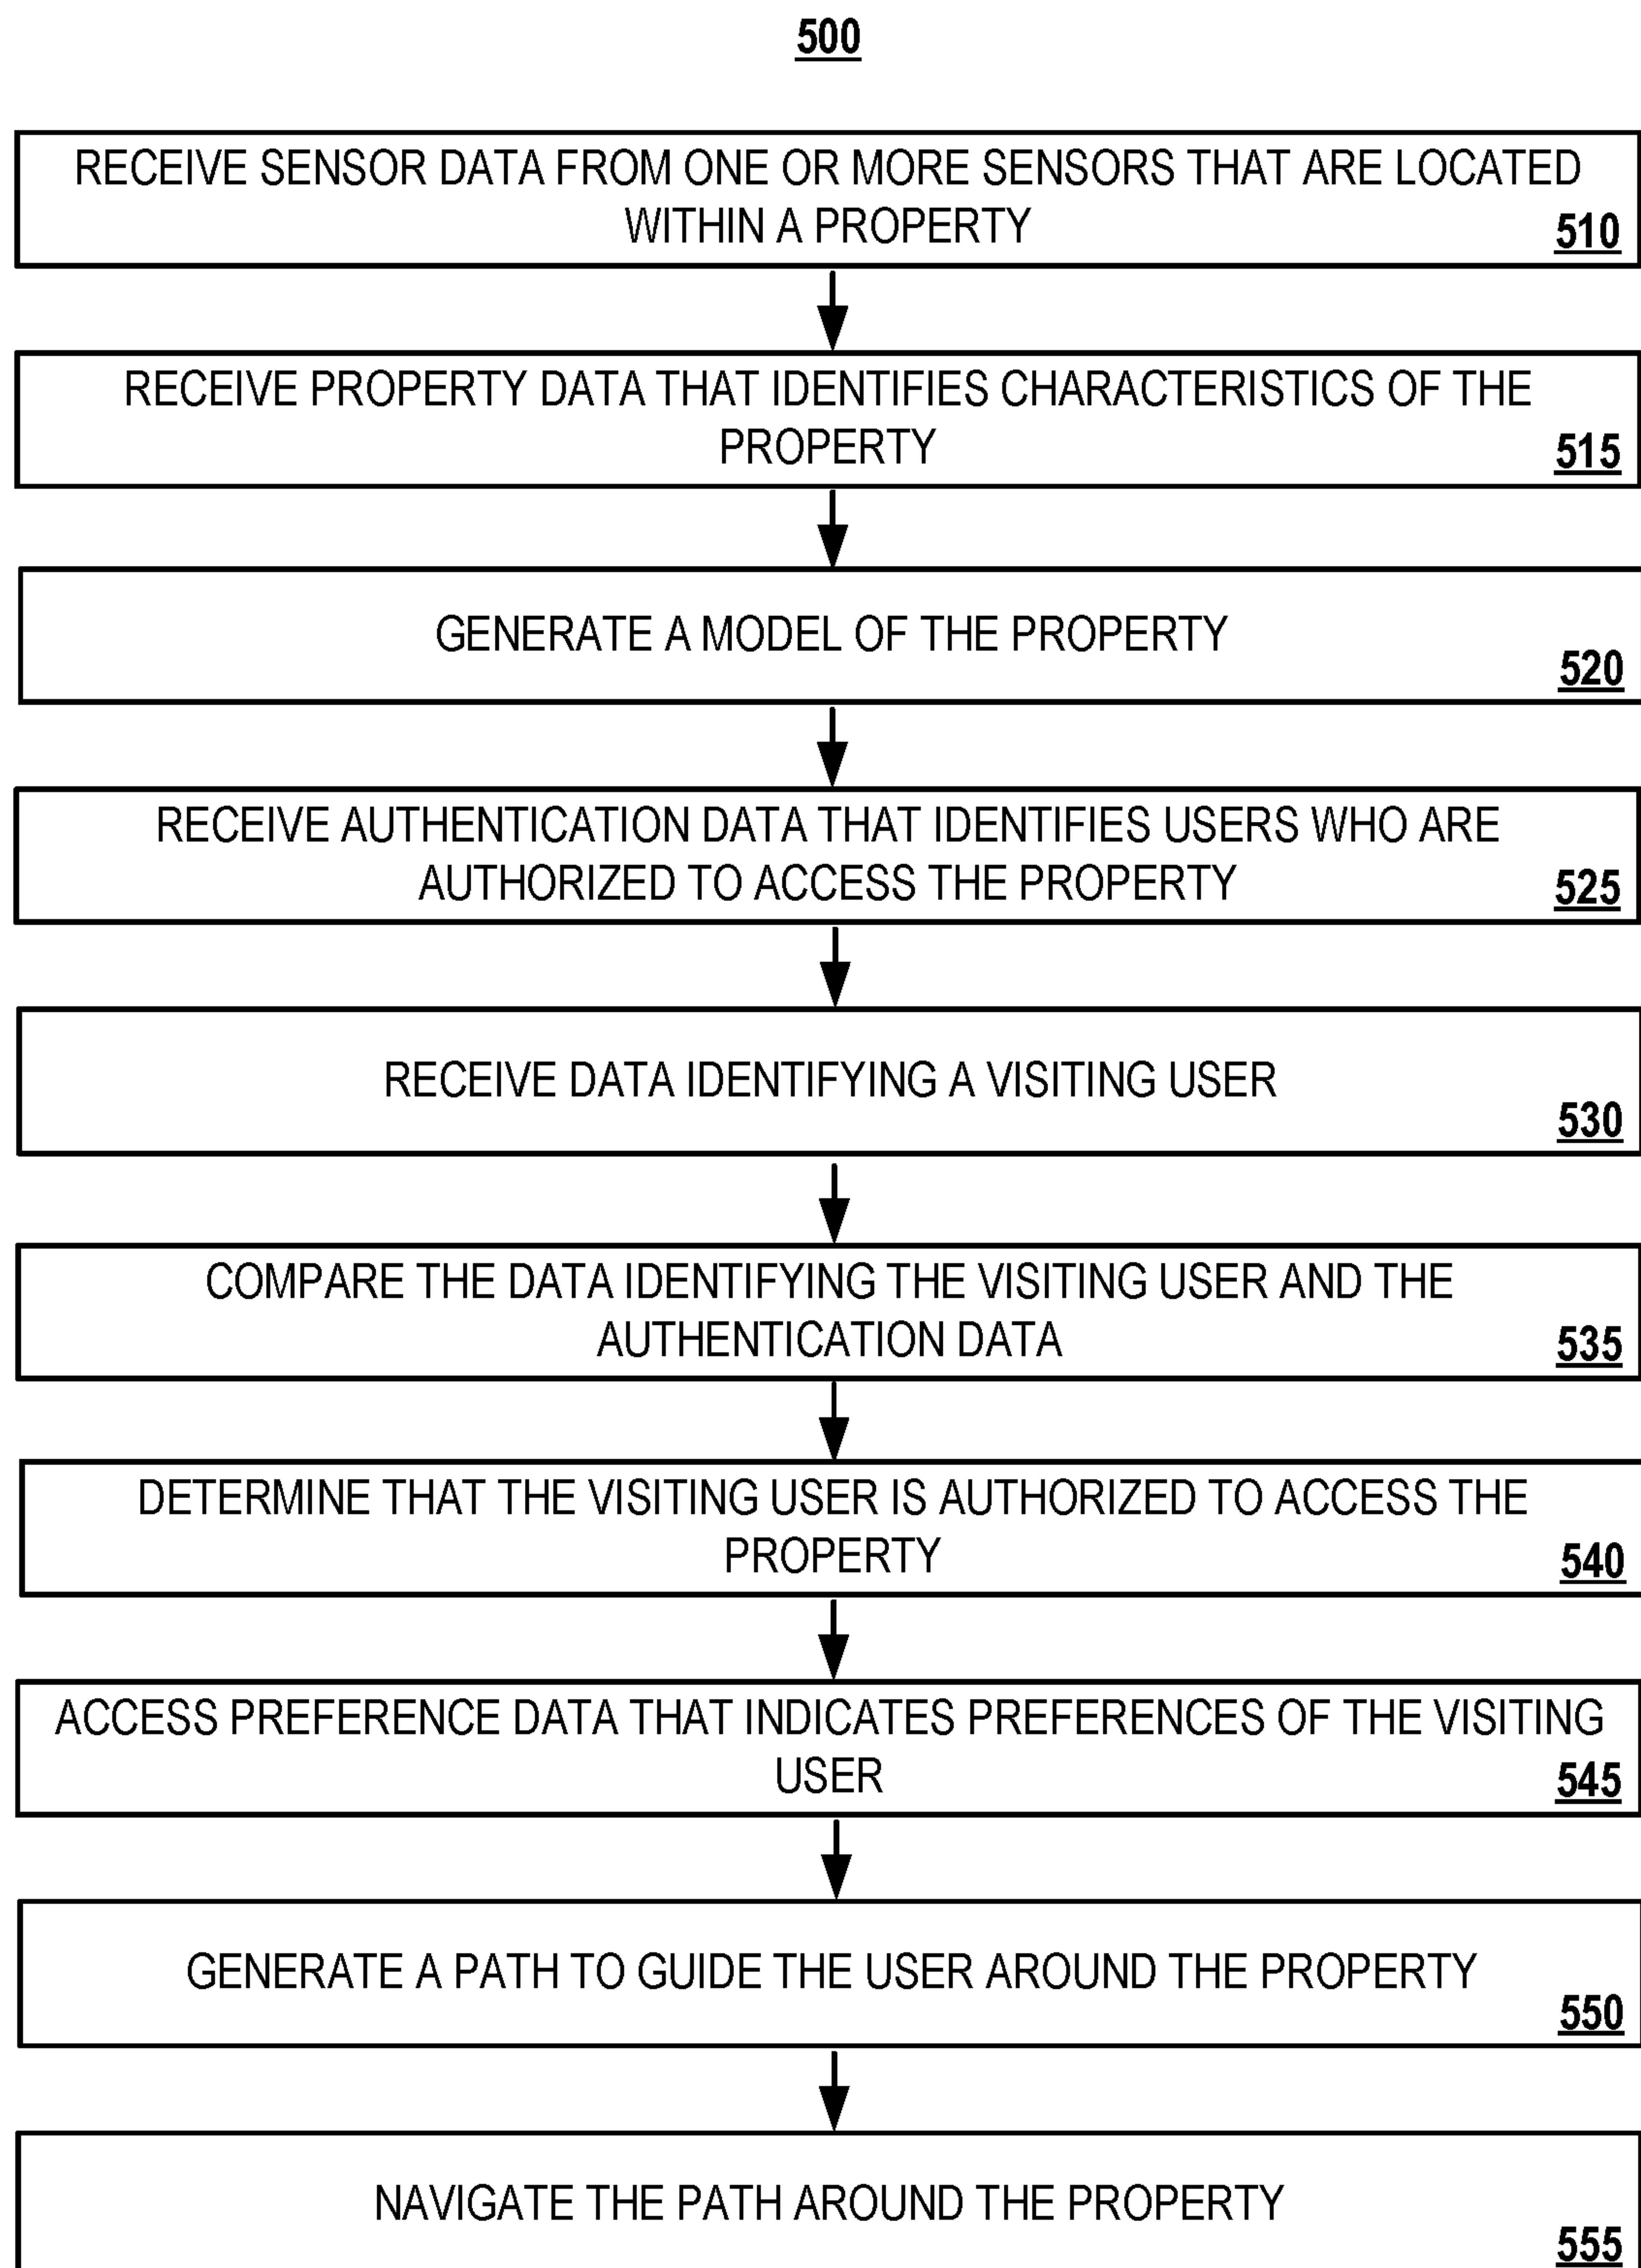 500
RECEIVE SENSOR DATA FROM ONE OR MORE SENSORS THAT ARE LOCATED
WITHIN A PROPERTY
510
RECEIVE PROPERTY DATA THAT IDENTIFIES CHARACTERISTICS OF THE
PROPERTY
515
GENERATE A MODEL OF THE PROPERTY
520
RECEIVE AUTHENTICATION DATA THAT IDENTIFIES USERS WHO ARE
AUTHORIZED TO ACCESS THE PROPERTY
525
RECEIVE DATA IDENTIFYING A VISITING USER
530
COMPARE THE DATA IDENTIFYING THE VISITING USER AND THE
AUTHENTICATION DATA
535
DETERMINE THAT THE VISITING USER IS AUTHORIZED TO ACCESS THE
PROPERTY
540
ACCESS PREFERENCE DATA THAT INDICATES PREFERENCES OF THE VISITING
USER
545
GENERATE A PATH TO GUIDE THE USER AROUND THE PROPERTY
550
NAVIGATE THE PATH AROUND THE PROPERTY
555